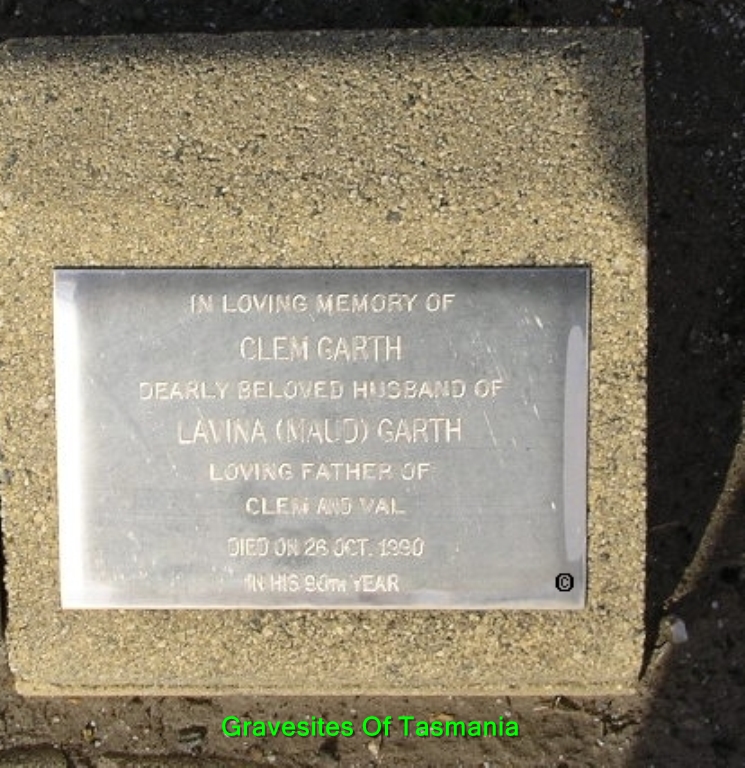 IN LOVING MEMORY OF
CLEM GARTH
DEARLY BELOVED HUSBAND OF
LAVINA (MAUD) GARTH
LOVING FATHER OF
CLEM AND VAL
DIED ON 26 OCT. 1990
IN HIS 90TH YEAR
©
Gravesites Of Tasmania